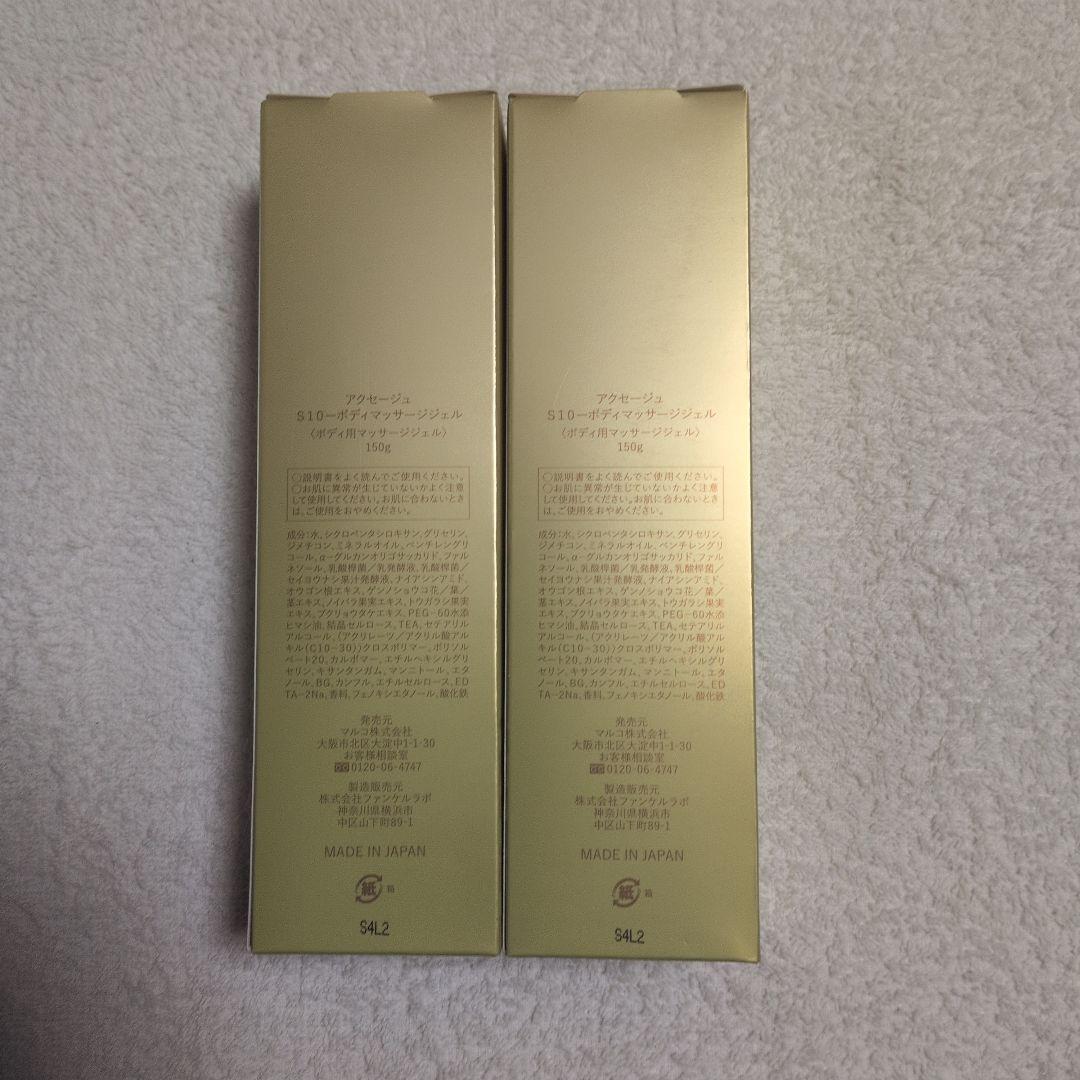 アクセージュ
S10ーボディマッサージジェル
〈ボディ用マッサージジェル〉
150g
○説明書をよく読んでご使用ください。
○お肌に異常が生じていないかよく注意
して使用してください。お肌に合わないとき
は、ご使用をおやめください。
成分:水、シクロペンタシロキサン、グリセリン、
ジメチコン、ミネラルオイル、ペンチレングリ
コール、α-グルカンオリゴサッカリド、ファル
ネソール、乳酸桿菌/乳発酵液、乳酸桿菌/
セイヨウナシ果汁発酵液、ナイアシンアミド、
オウゴン根エキス、ゲンノショウコ花/葉/
茎エキス、ノイバラ果実エキス、トウガラシ果実
エキス、ブクリョウタケエキス、PEG-60水添
ヒマシ油、結晶セルロース、TEA、セテアリル
アルコール、(アクリレーツ/アクリル酸アル
キル(C10-30))クロスポリマー、ポリソル
ベート20、カルボマー、エチルヘキシルグリ
セリン、キサンタンガム、マンニトール、エタ
ノール、BG、カンフル、エチルセルロース、ED
TA-2Na、香料、フェノキシエタノール、酸化鉄
発売元
マルコ株式会社
大阪市北区大淀中1-1-30
お客様相談室
0120-06-4747
製造販売元
株式会社ファンケルラボ
神奈川県横浜市
中区山下町89-1
MADE IN JAPAN
紙 箱
S4L2
アクセージュ
S10ーボディマッサージジェル
〈ボディ用マッサージジェル〉
150g
○説明書をよく読んでご使用ください。
○お肌に異常が生じていないかよく注意
して使用してください。お肌に合わないとき
は、ご使用をおやめください。
成分:水、シクロペンタシロキサン、グリセリン、
ジメチコン、ミネラルオイル、ペンチレングリ
コール、α-グルカンオリゴサッカリド、ファル
ネソール、乳酸桿菌/乳発酵液、乳酸桿菌/
セイヨウナシ果汁発酵液、ナイアシンアミド、
オウゴン根エキス、ゲンノショウコ花/葉/
茎エキス、ノイバラ果実エキス、トウガラシ果実
エキス、ブクリョウタケエキス、PEG-60水添
ヒマシ油、結晶セルロース、TEA、セテアリル
アルコール、(アクリレーツ/アクリル酸アル
キル(C10-30))クロスポリマー、ポリソル
ベート20、カルボマー、エチルヘキシルグリ
セリン、キサンタンガム、マンニトール、エタ
ノール、BG、カンフル、エチルセルロース、ED
TA-2Na、香料、フェノキシエタノール、酸化鉄
発売元
マルコ株式会社
大阪市北区大淀中1-1-30
お客様相談室
0120-06-4747
製造販売元
株式会社ファンケルラボ
神奈川県横浜市
中区山下町89-1
MADE IN JAPAN
紙 箱
S4L2